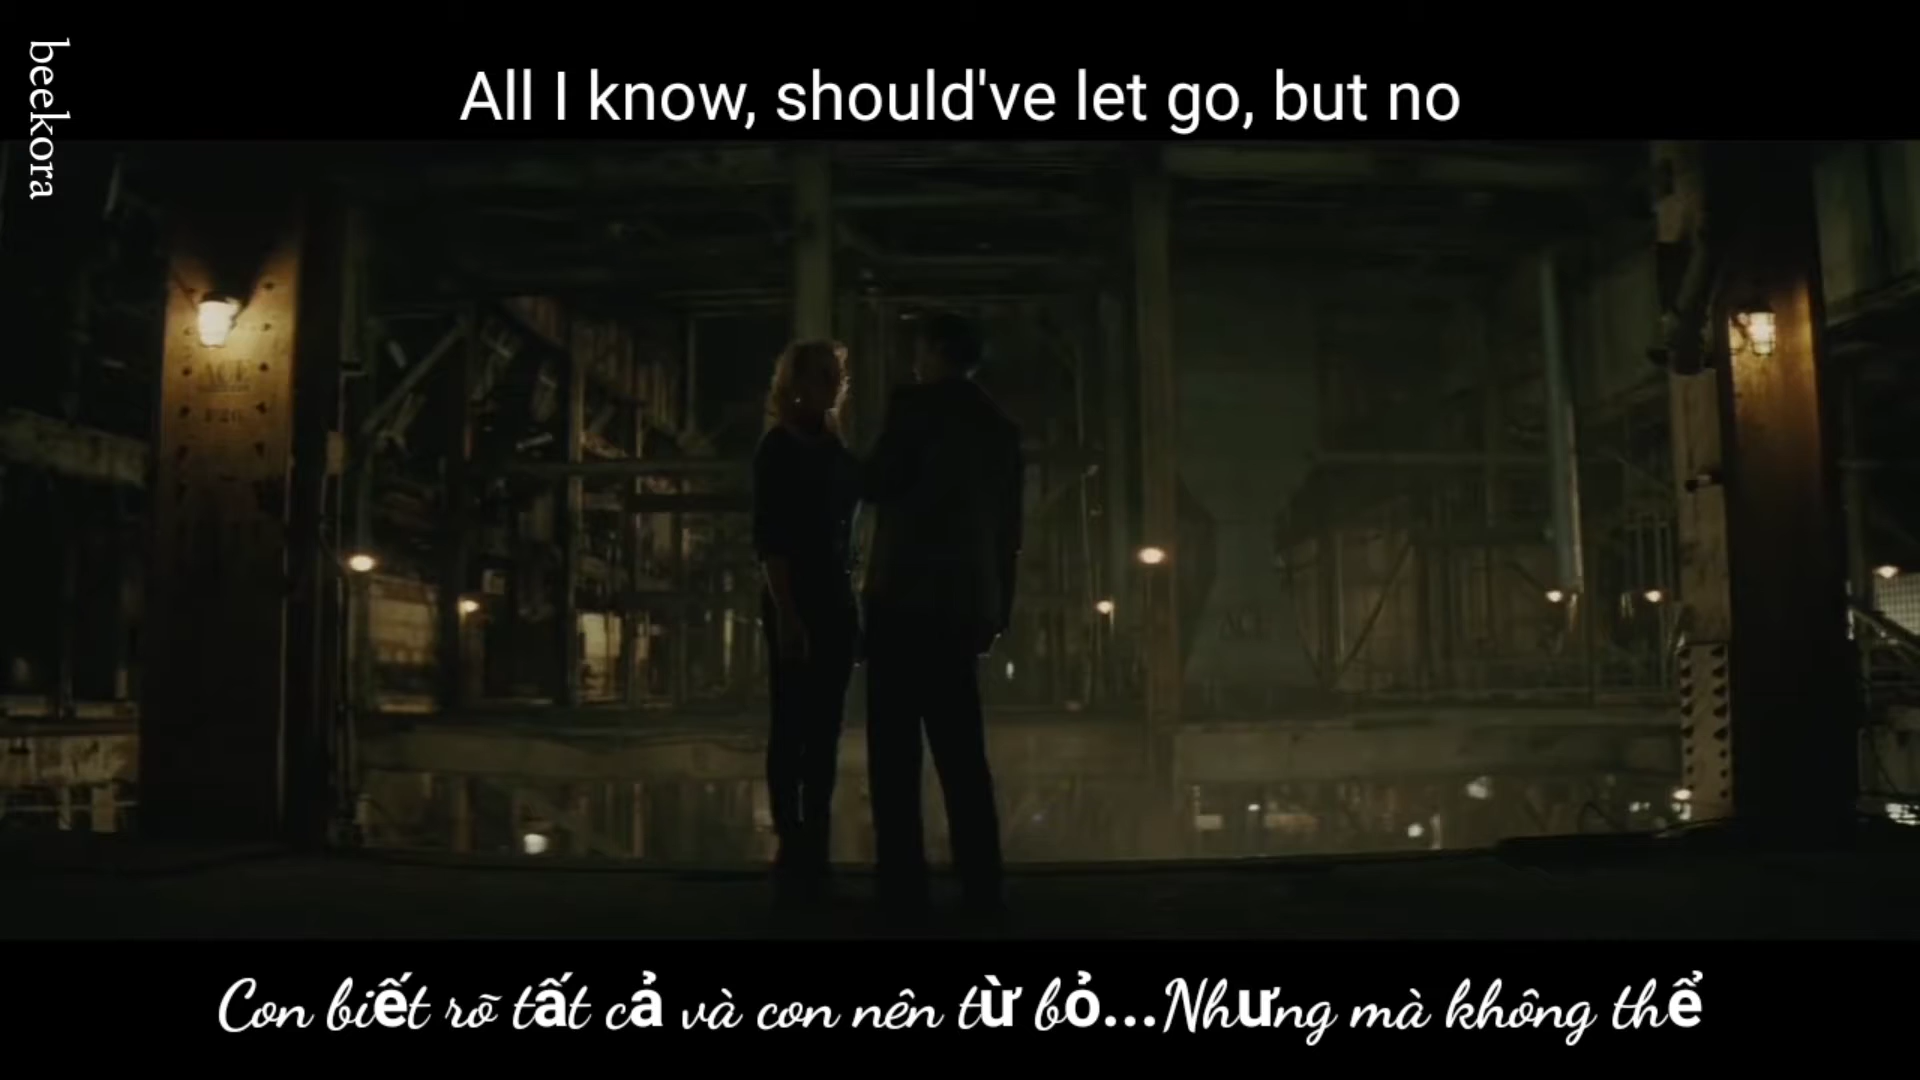 beekora
All I know, should've let go, but no
ACE
Con biết rõ tất cả và con nên từ bỏ...Nhưng mà không thể